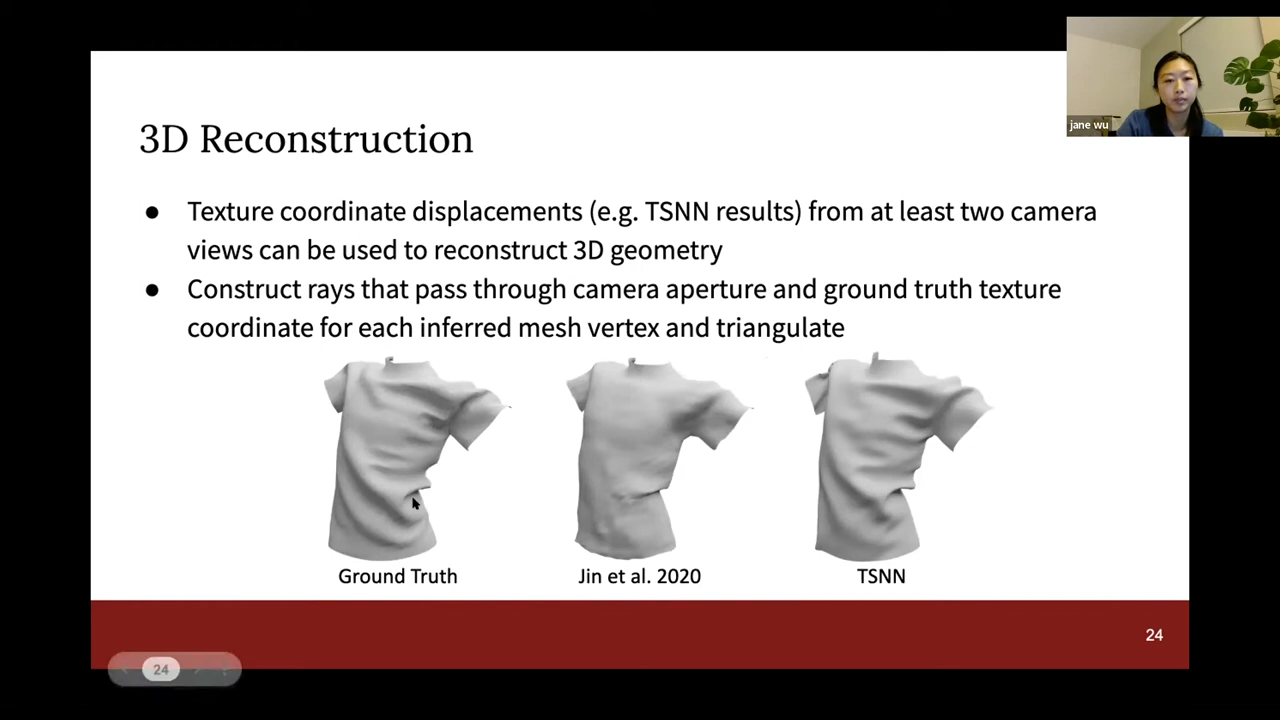 jane wu
3D Reconstruction
● Texture coordinate displacements (e.g. TSNN results) from at least two camera
views can be used to reconstruct 3D geometry
● Construct rays that pass through camera aperture and ground truth texture
coordinate for each inferred mesh vertex and triangulate
Ground Truth
Jin et al. 2020
TSNN
24
24